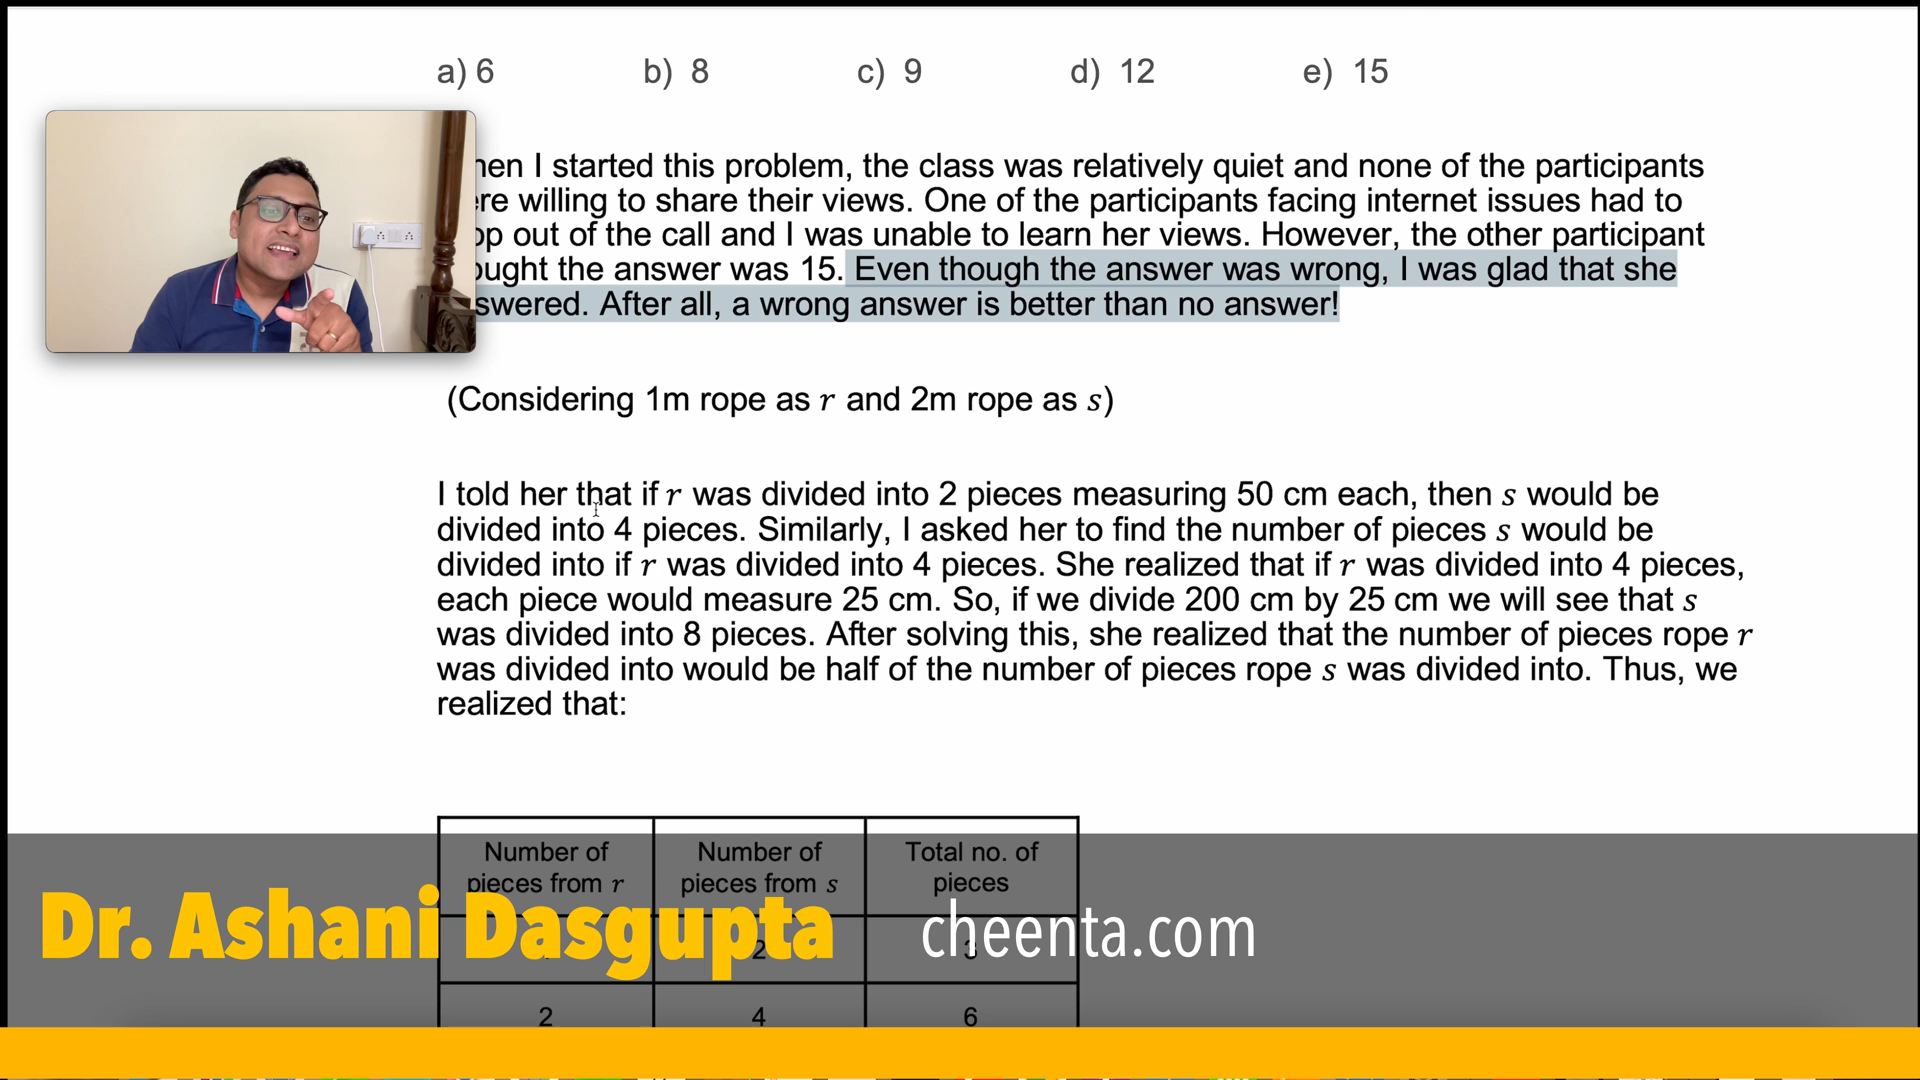 a) 6 b) 8 c) 9 d) 12 e) 15
hen I started this problem, the class was relatively quiet and none of the participants
re willing to share their views. One of the participants facing internet issues had to
op out of the call and I was unable to learn her views. However, the other participant
ought the answer was 15. Even though the answer was wrong, I was glad that she
swered. After all, a wrong answer is better than no answer!
(Considering 1m rope as r and 2m rope as s)
I told her that if r was divided into 2 pieces measuring 50 cm each, then s would be
divided into 4 pieces. Similarly, I asked her to find the number of pieces s would be
divided into if r was divided into 4 pieces. She realized that if r was divided into 4 pieces,
each piece would measure 25 cm. So, if we divide 200 cm by 25 cm we will see that s
was divided into 8 pieces. After solving this, she realized that the number of pieces rope r
was divided into would be half of the number of pieces rope s was divided into. Thus, we
realized that:
Number of pieces from r Number of pieces from s Total no. of pieces
2 3
2 4 6
Dr. Ashani Dasgupta cheenta.com